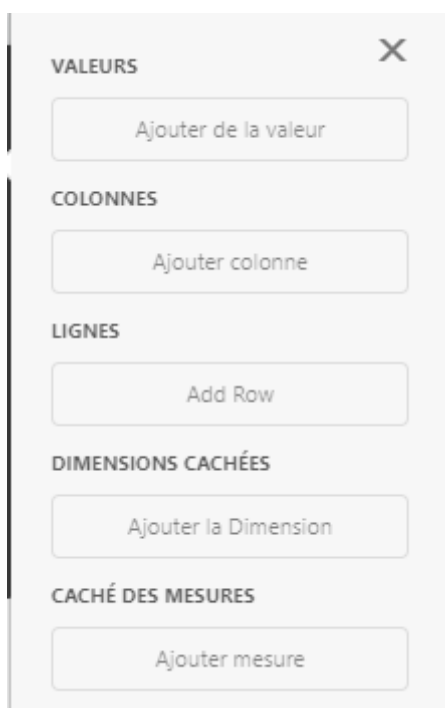 VALEURS
Ajouter de la valeur
COLONNES
Ajouter colonne
LIGNES
Add Row
DIMENSIONS CACHÉES
Ajouter la Dimension
CACHÉ DES MESURES
Ajouter mesure